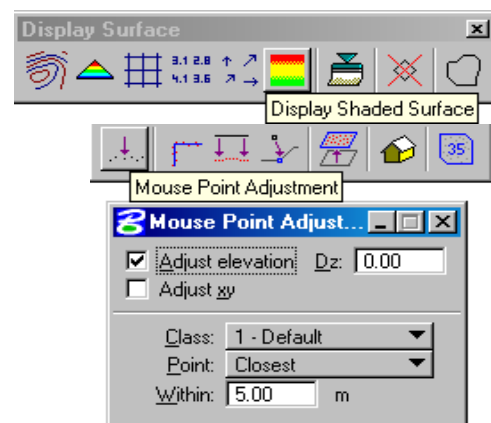 Display Surface
3.1 2.8
4.1 3.6
Display Shaded Surface
35
Mouse Point Adjustment
Mouse Point Adjust...
Adjust elevation Dz: 0.00
Adjust xy
Class: 1 - Default
Point: Closest
Within: 5.00 m